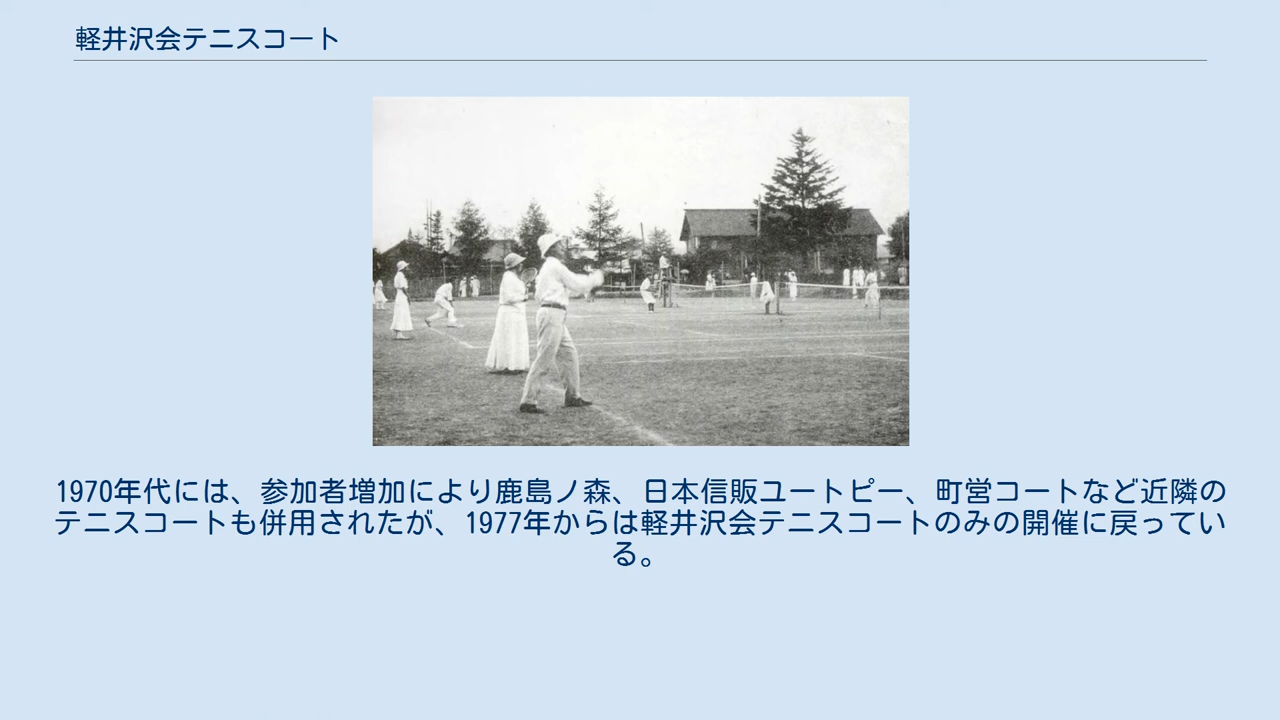 軽井沢会テニスコート
1970年代には、参加者増加により鹿島ノ森、日本信販ユートピー、町営コートなど近隣の
テニスコートも併用されたが、1977年からは軽井沢会テニスコートのみの開催に戻ってい
る。